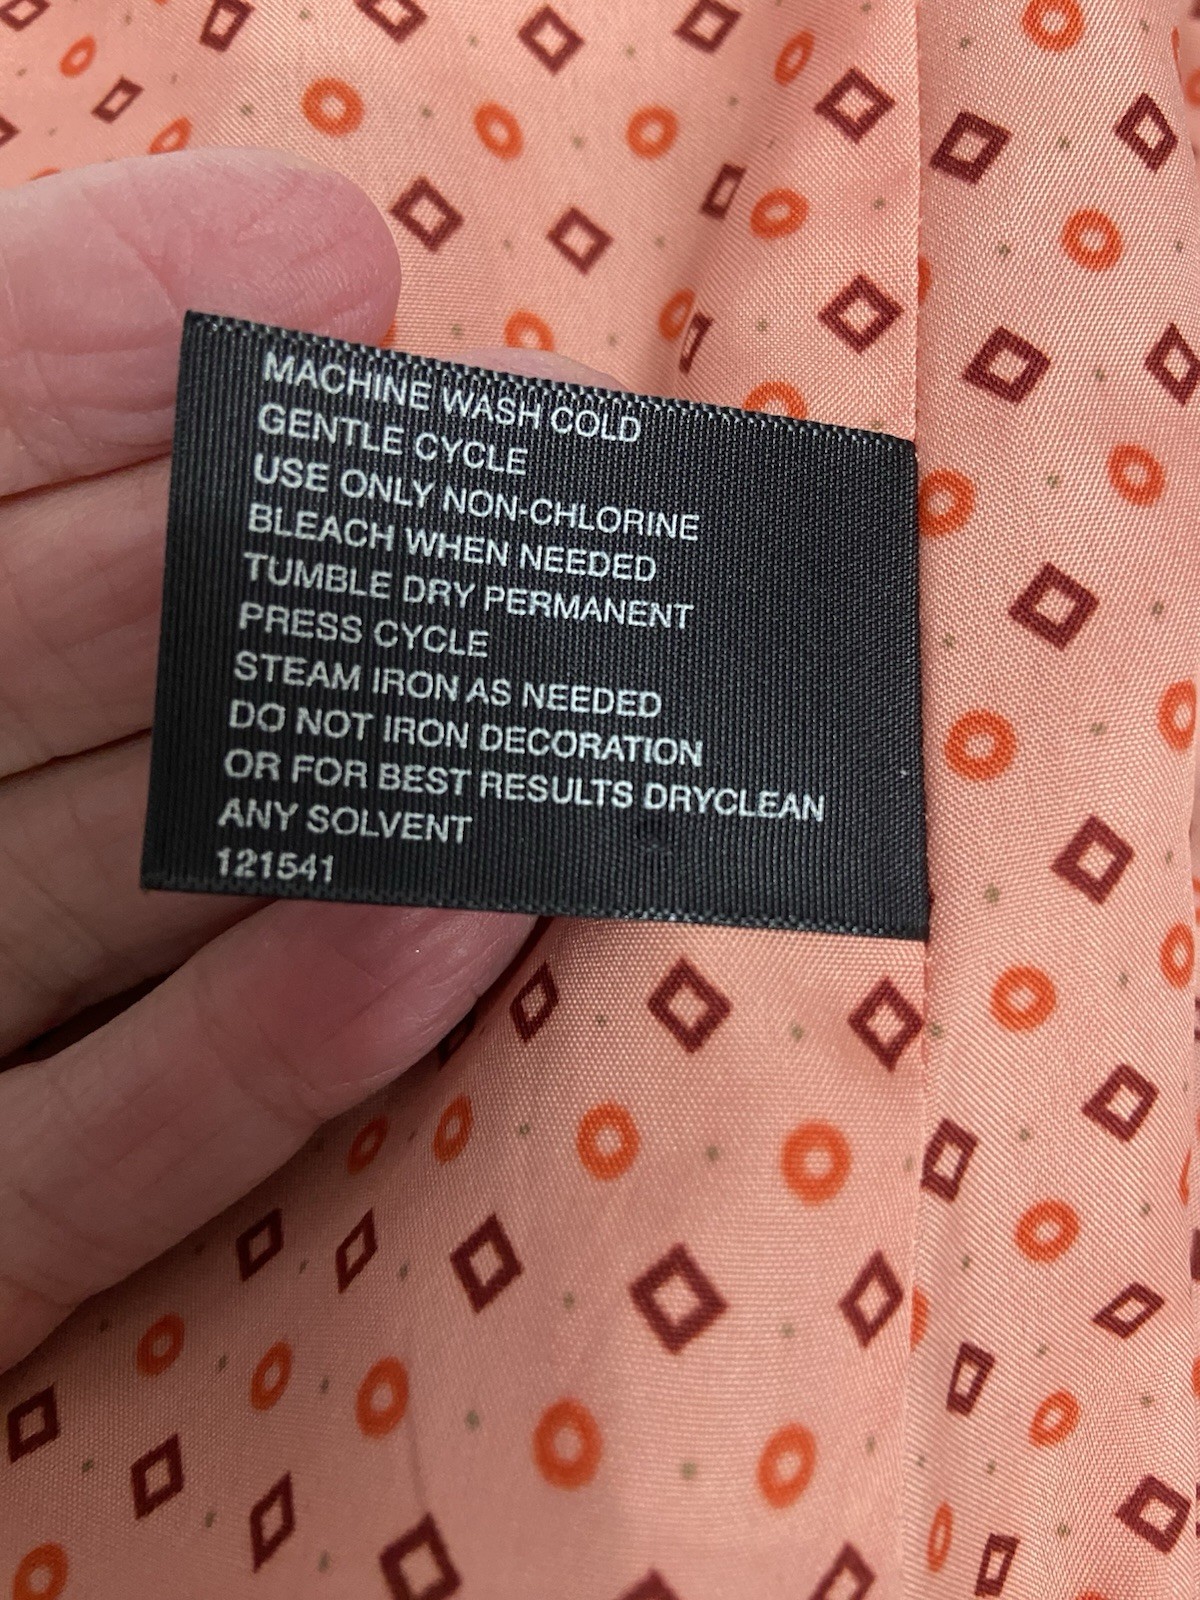 MACHINE WASH COLD
GENTLE CYCLE
USE ONLY NON-CHLORINE
BLEACH WHEN NEEDED
TUMBLE DRY PERMANENT
PRESS CYCLE
STEAM IRON AS NEEDED
DO NOT IRON DECORATION
OR FOR BEST RESULTS DRYCLEAN
ANY SOLVENT
121541